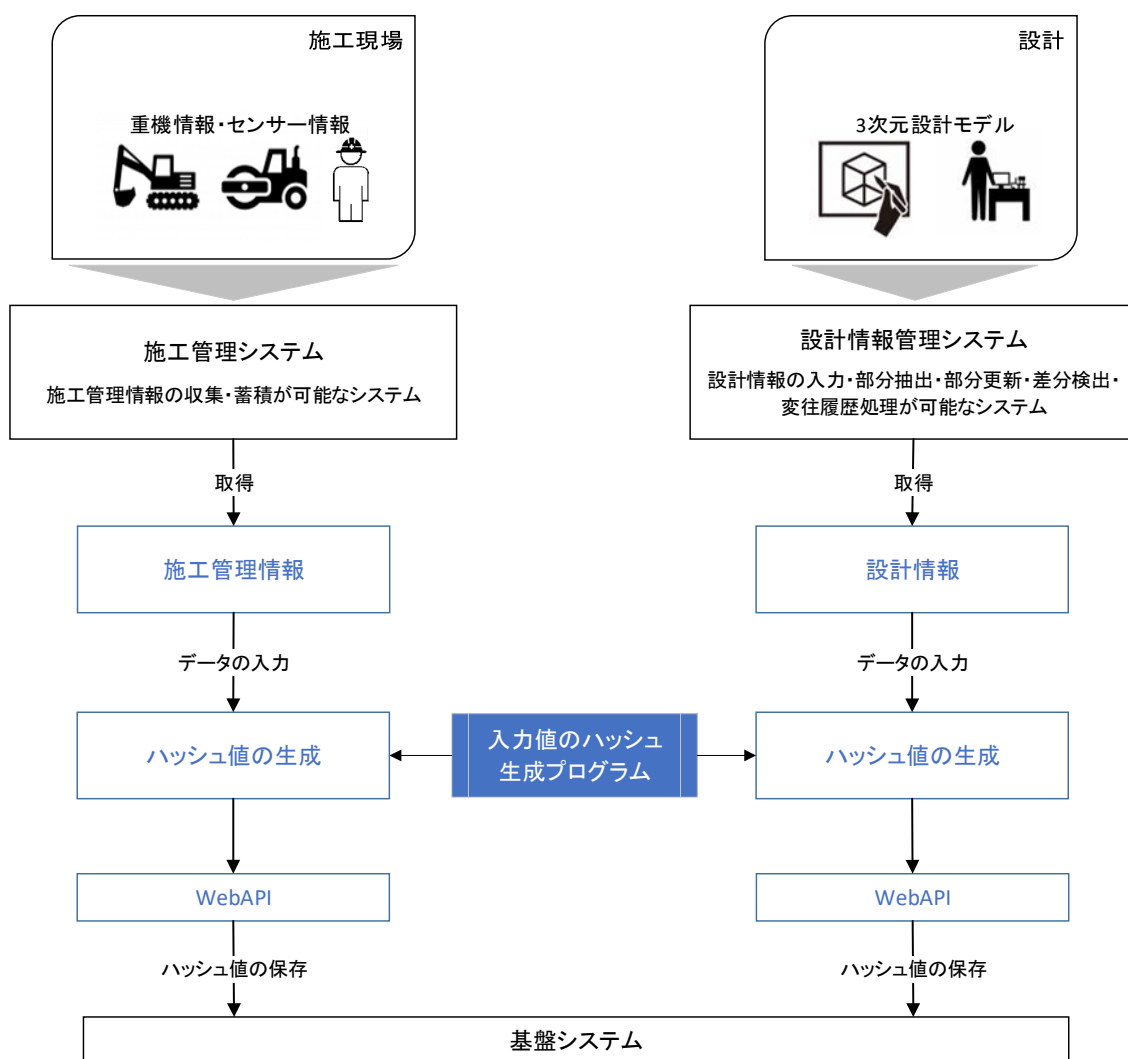 施工現場
重機情報・センサー情報
設計
3次元設計モデル
施工管理システム
施工管理情報の収集・蓄積が可能なシステム
設計情報管理システム
設計情報の入力・部分抽出・部分更新・差分検出・
変往履歴処理が可能なシステム
取得
取得
施工管理情報
設計情報
データの入力
データの入力
ハッシュ値の生成
入力値のハッシュ
生成プログラム
ハッシュ値の生成
WebAPI
WebAPI
ハッシュ値の保存
ハッシュ値の保存
基盤システム